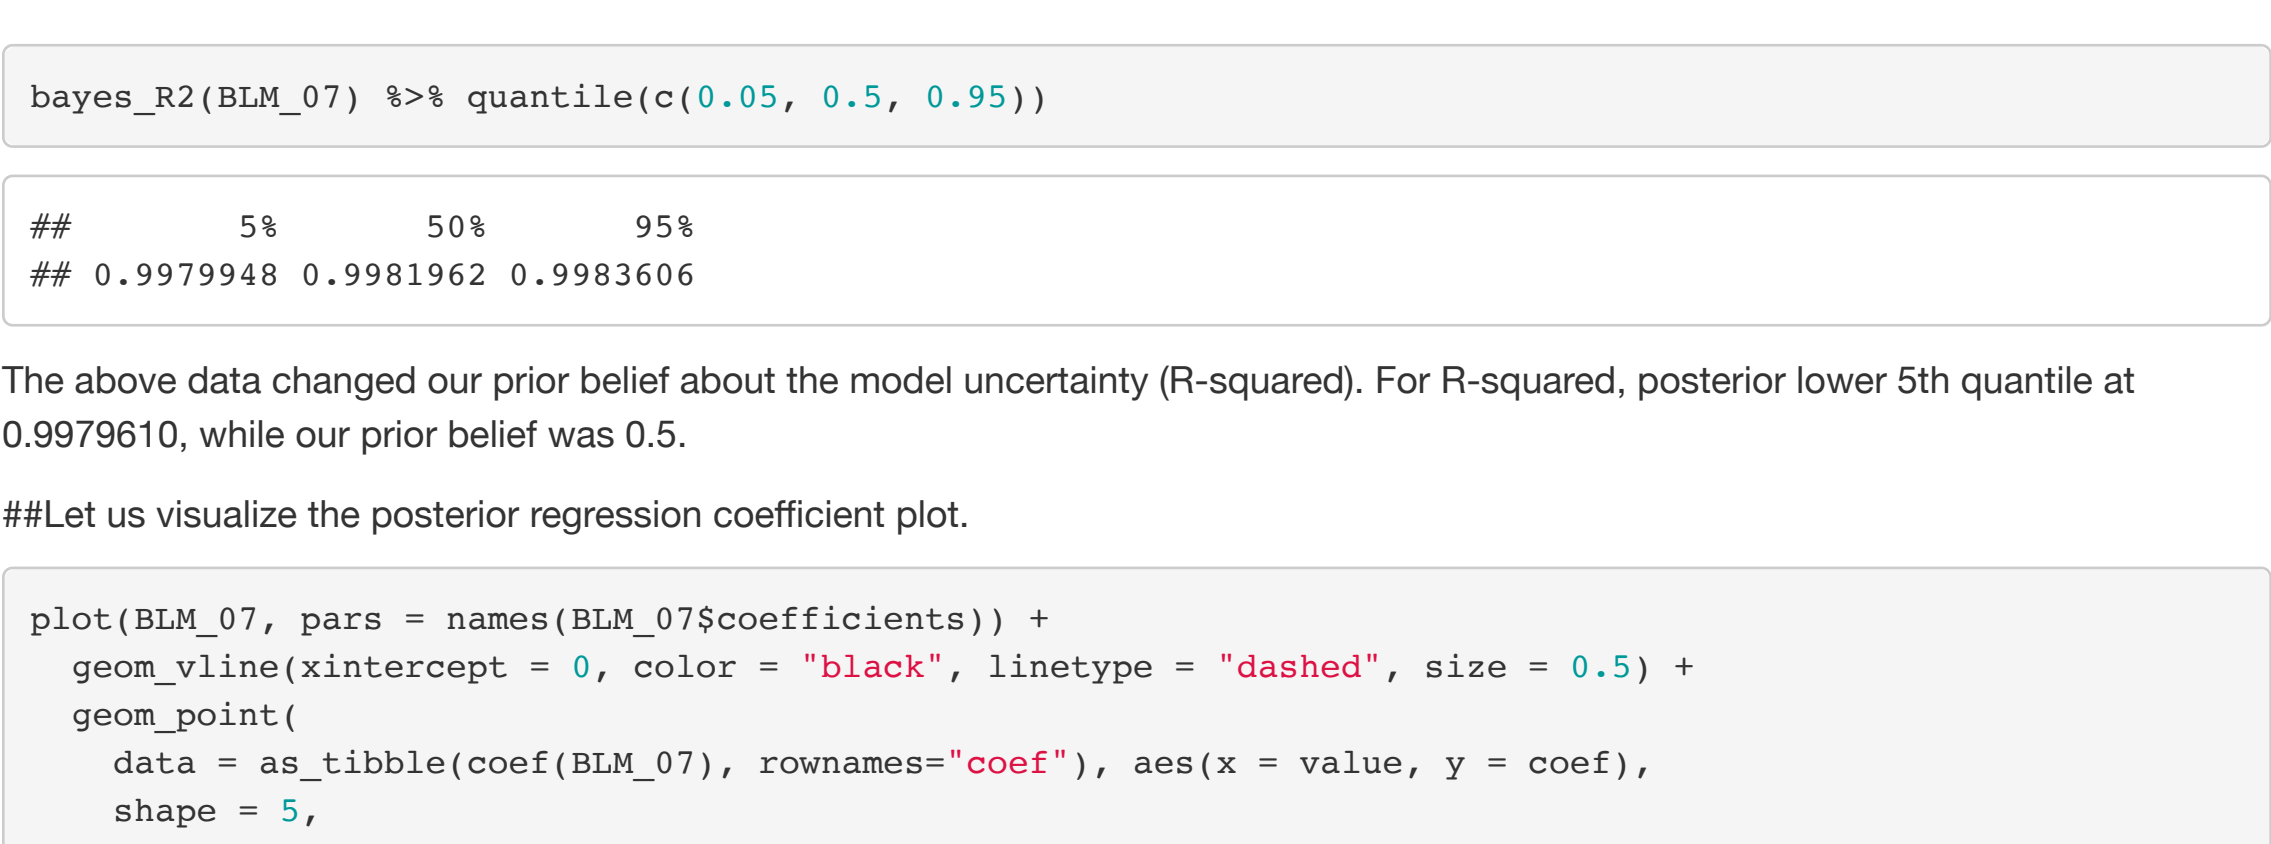 bayes_R2(BLM_07) %>% quantile(c(0.05, 0.5, 0.95))
##        5%       50%       95%
## 0.9979948 0.9981962 0.9983606
The above data changed our prior belief about the model uncertainty (R-squared). For R-squared, posterior lower 5th quantile at
0.9979610, while our prior belief was 0.5.
##Let us visualize the posterior regression coefficient plot.
plot(BLM_07, pars = names(BLM_07$coefficients)) +
  geom_vline(xintercept = 0, color = "black", linetype = "dashed", size = 0.5) +
  geom_point(
    data = as_tibble(coef(BLM_07), rownames="coef"), aes(x = value, y = coef),
    shape = 5,